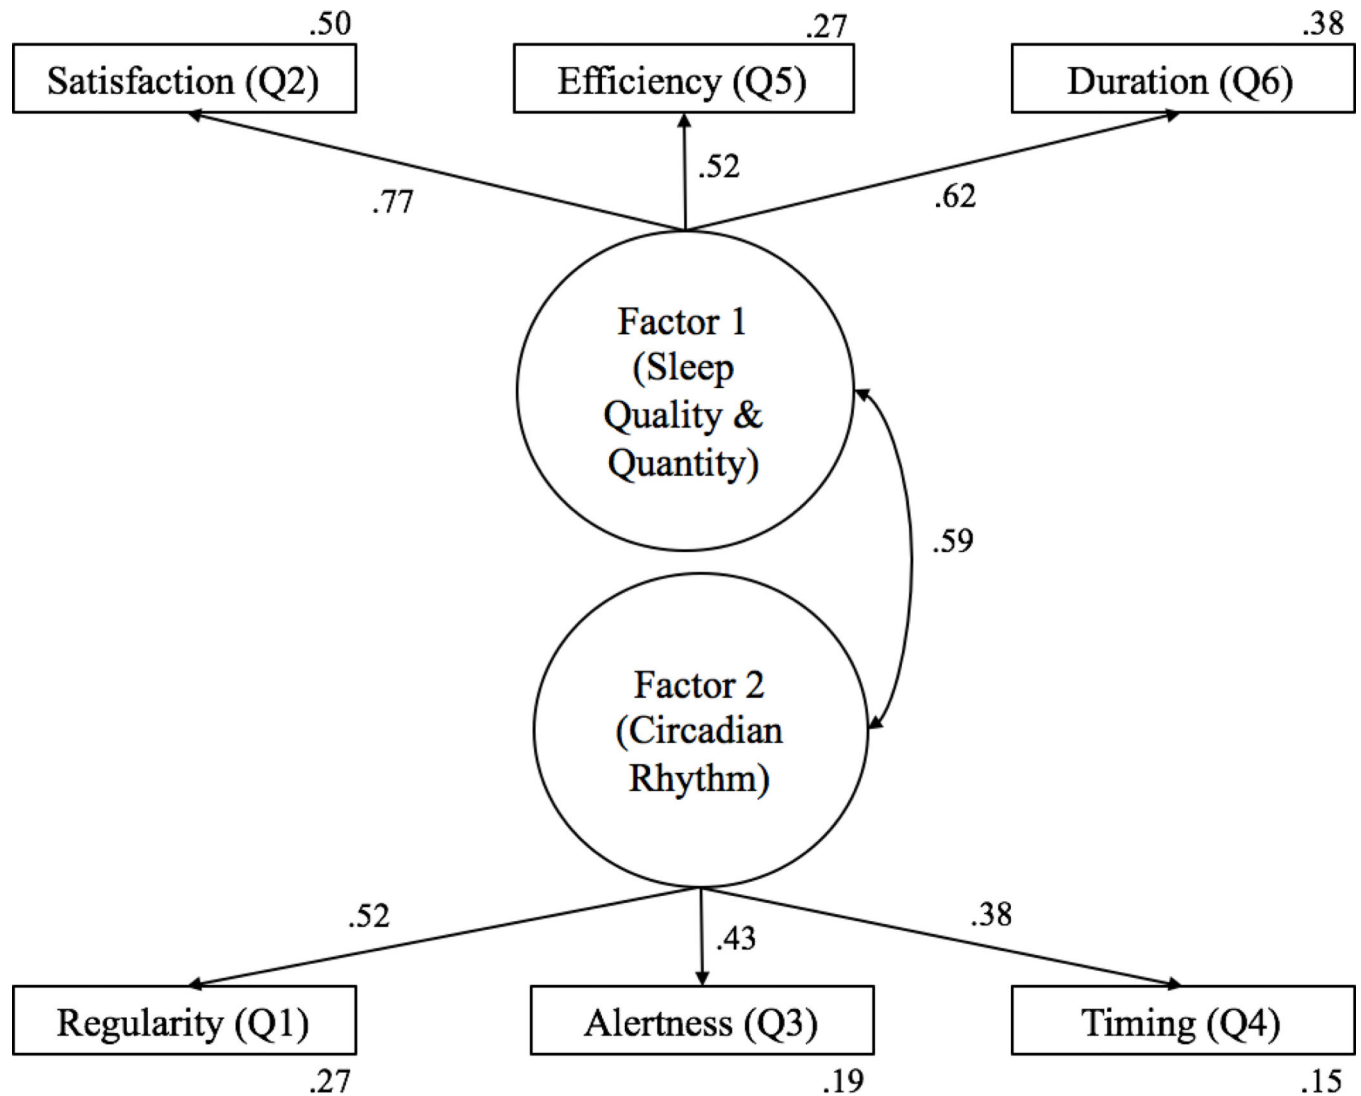 .50
.27
.38
Satisfaction (Q2)
Efficiency (Q5)
Duration (Q6)
.77
.52
.62
Factor 1
(Sleep
Quality &
Quantity)
.59
Factor 2
(Circadian
Rhythm)
.52
.43
.38
Regularity (Q1)
Alertness (Q3)
Timing (Q4)
.27
.19
.15